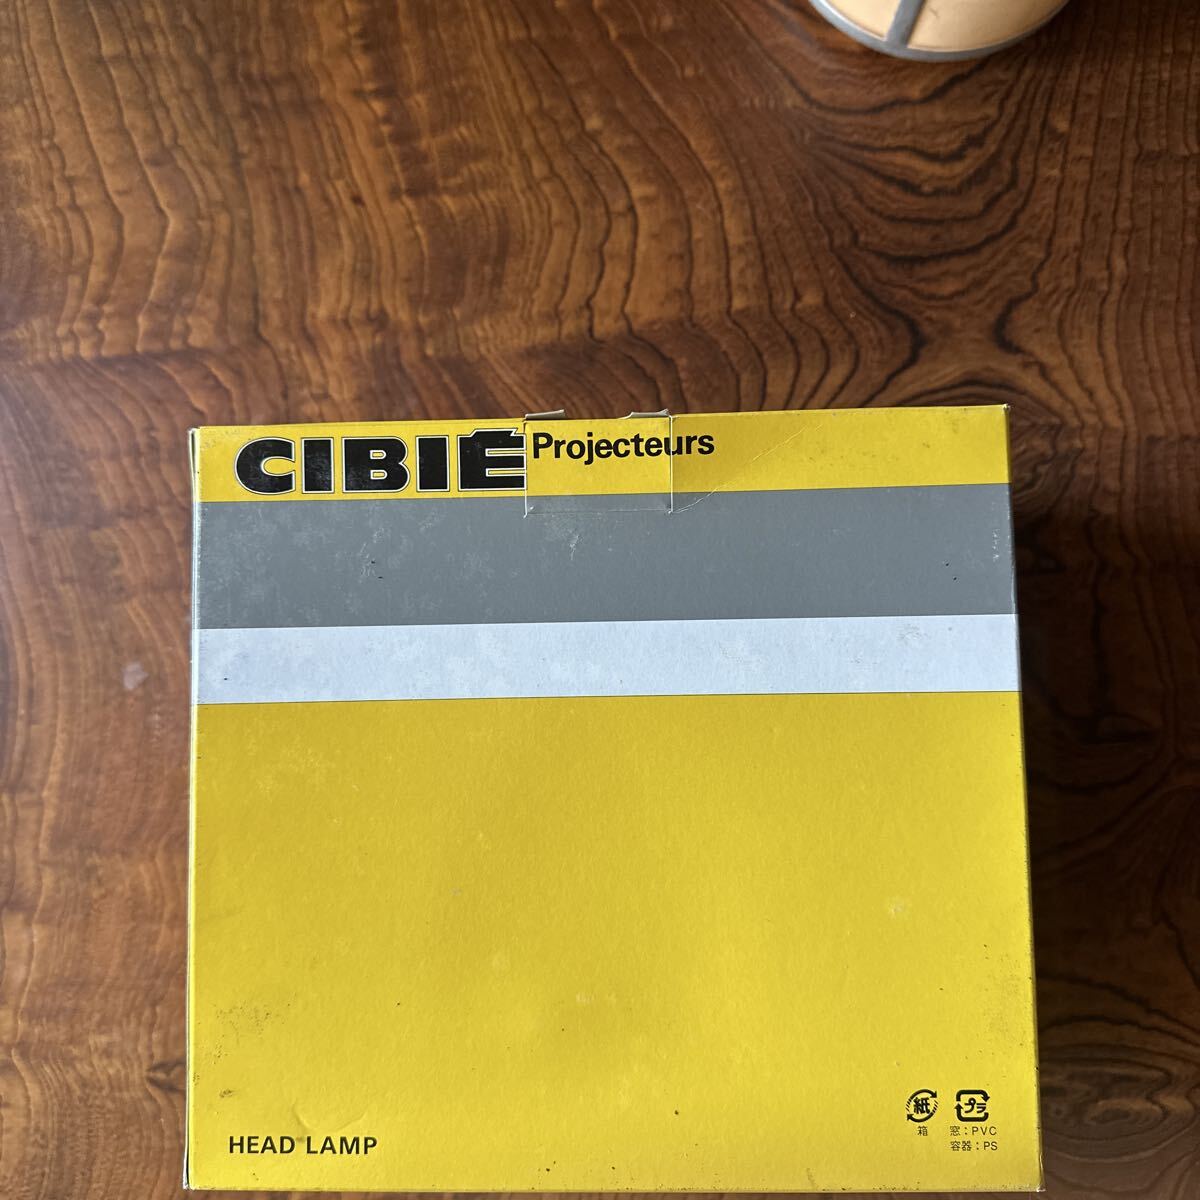 CIBIÉ Projecteurs
HEAD LAMP
紙 プラ
箱 窓：PVC
容器：PS